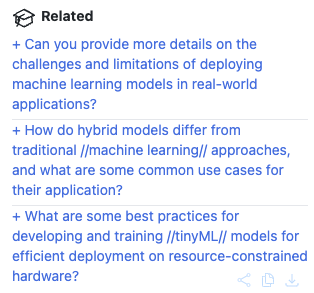 Related
+ Can you provide more details on the
challenges and limitations of deploying
machine learning models in real-world
applications?
+ How do hybrid models differ from
traditional //machine learning// approaches,
and what are some common use cases for
their application?
+ What are some best practices for
developing and training //tinyML// models for
efficient deployment on resource-constrained
hardware?